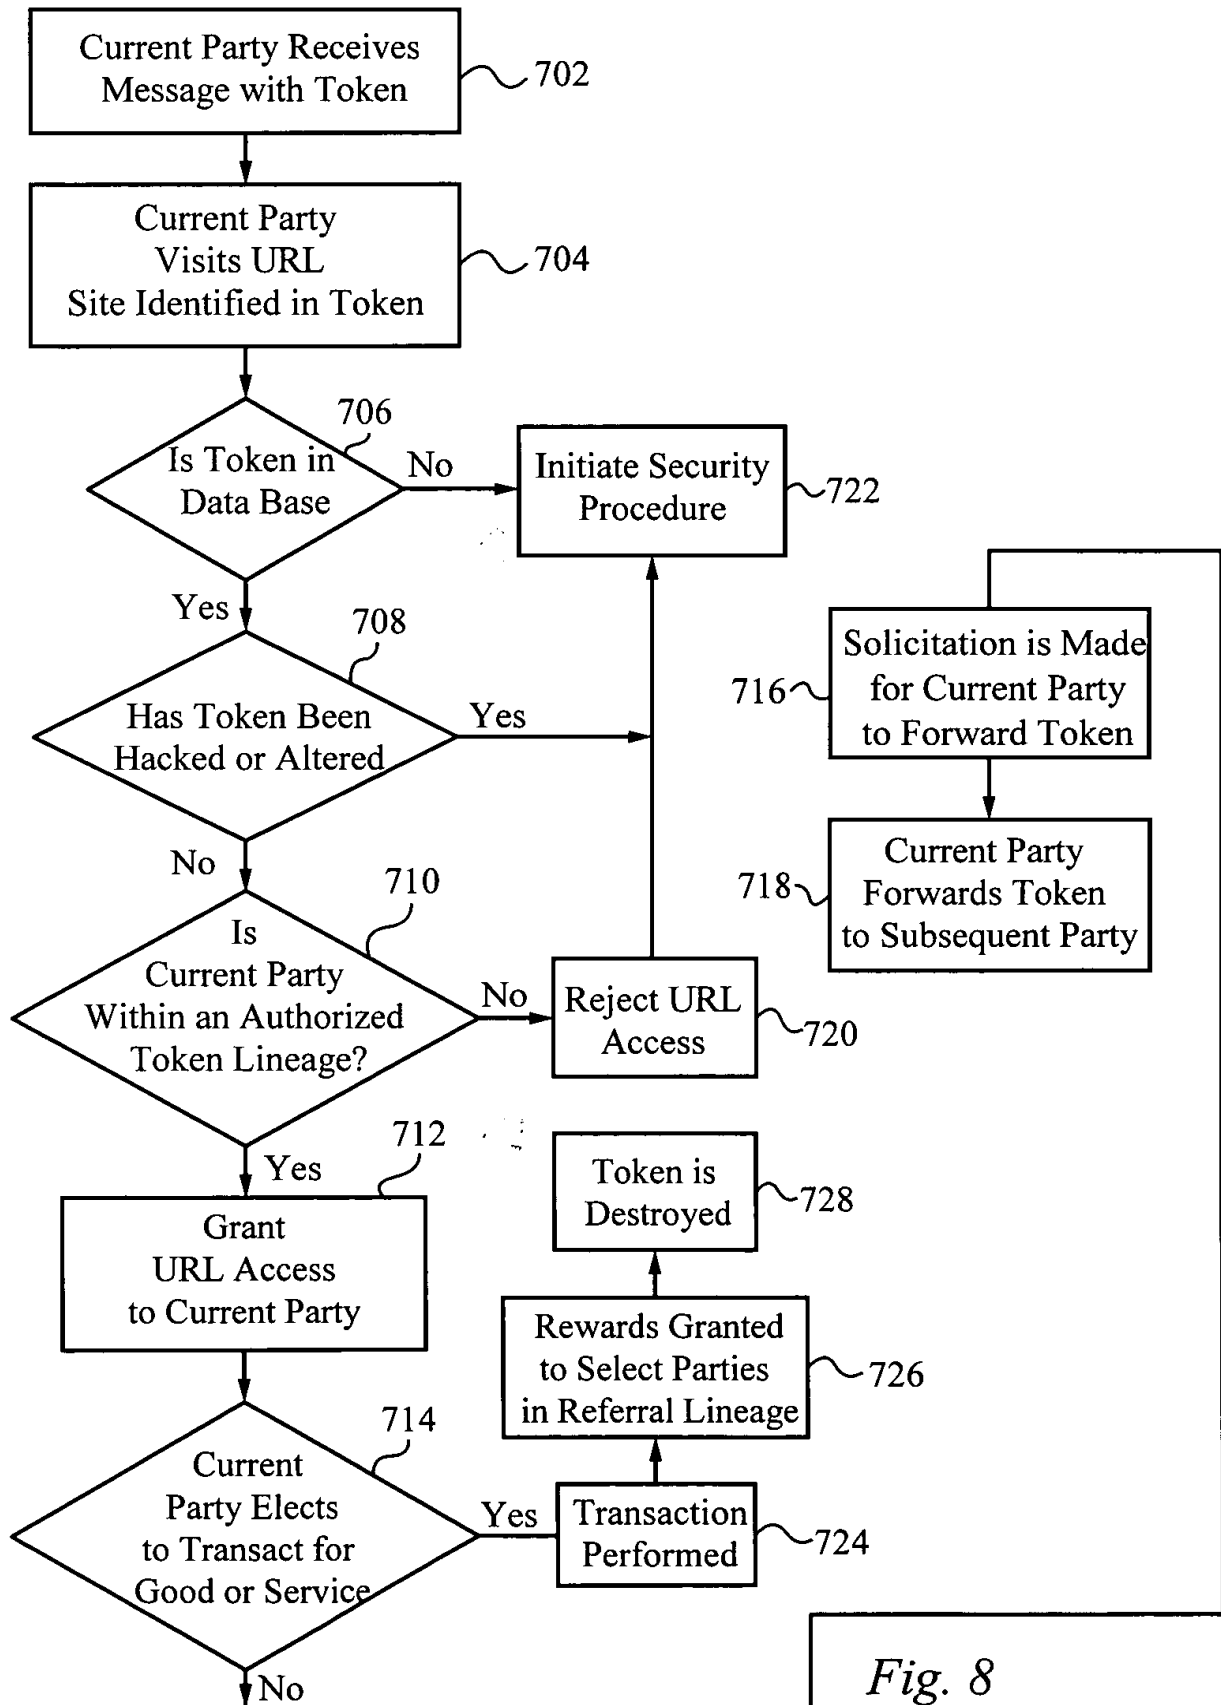 Current Party Receives
Message with Token
702
Current Party
Visits URL
Site Identified in Token
704
706
Is Token in
Data Base
No
Initiate Security
Procedure
722
Yes
708
Has Token Been
Hacked or Altered
Yes
Solicitation is Made
for Current Party
to Forward Token
716
No
710
Is
Current Party
Within an Authorized
Token Lineage?
No
Reject URL
Access
720
Current Party
Forwards Token
to Subsequent Party
718
Yes
712
Grant
URL Access
to Current Party
Token is
Destroyed
728
Rewards Granted
to Select Parties
in Referral Lineage
726
714
Current
Party Elects
to Transact for
Good or Service
Yes
Transaction
Performed
724
No
Fig. 8